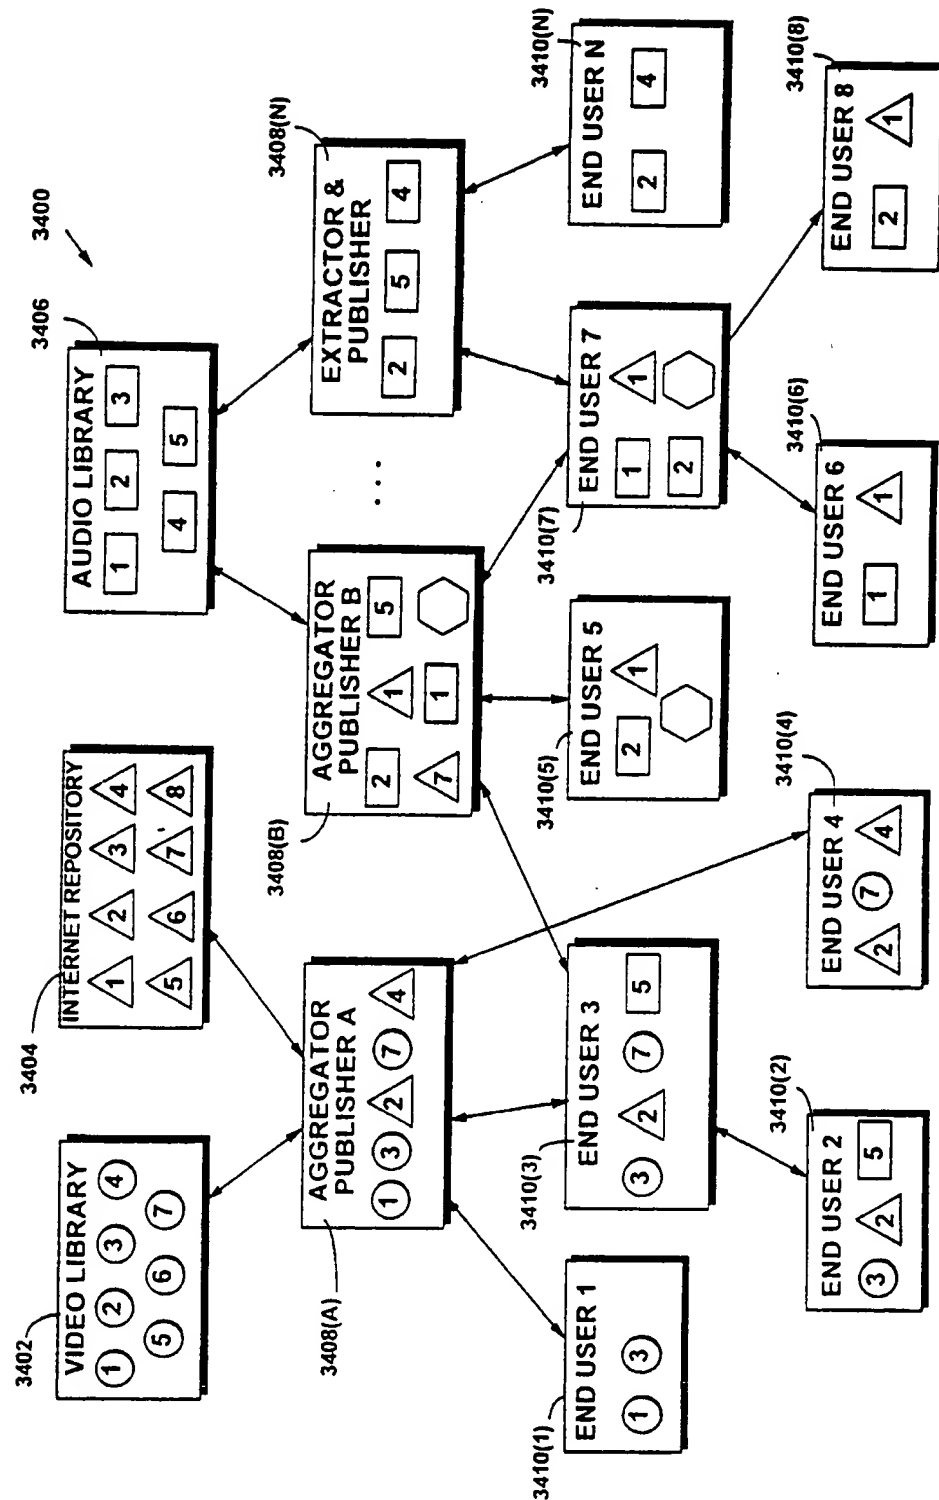 3400
3402
VIDEO LIBRARY
1 2 3 4
5 6 7
3404
INTERNET REPOSITORY
1 2 3 4
5 6 7 8
3406
AUDIO LIBRARY
1 2 3
4 5
3408(A)
AGGREGATOR
PUBLISHER A
1 3 2 7 4
3408(B)
AGGREGATOR
PUBLISHER B
2 1 5
7 1
...
3408(N)
EXTRACTOR &
PUBLISHER
2 5 4
3410(1)
END USER 1
1 3
3410(3)
END USER 3
3 2 7 5
3410(5)
END USER 5
2 1
3410(7)
END USER 7
1 1
2
3410(N)
END USER N
2 4
3410(2)
END USER 2
3 2 5
3410(4)
END USER 4
2 7 4
3410(6)
END USER 6
1 1
3410(8)
END USER 8
2 1